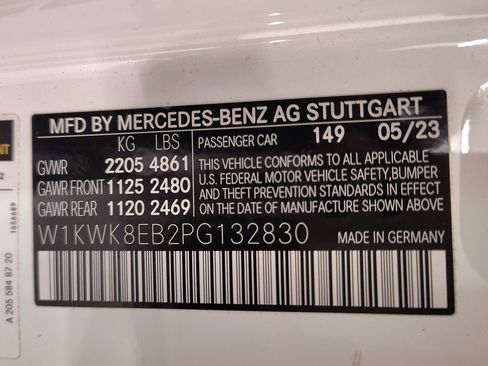 MFD BY MERCEDES-BENZ AG STUTTGART
KG LBS
PASSENGER CAR 149 05/23
GVWR 2205 4861
GAWR FRONT 1125 2480
GAWR REAR 1120 2469
THIS VEHICLE CONFORMS TO ALL APPLICABLE
U.S. FEDERAL MOTOR VEHICLE SAFETY, BUMPER
AND THEFT PREVENTION STANDARDS IN EFFECT
ON THE DATE OF MANUFACTURE SHOWN ABOVE
W1KWK8EB2PG132830
MADE IN GERMANY
A 205 584 87 20
1656689